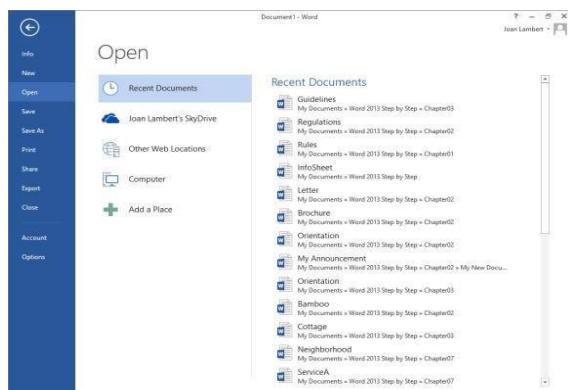 Document1 - Word
? 
Joan Lambert
Info
New
Open
Save
Save As
Print
Share
Export
Close
Account
Options
Open
Recent Documents
Joan Lambert's SkyDrive
Other Web Locations
Computer
Add a Place
Recent Documents
Guidelines
My Documents » Word 2013 Step by Step » Chapter03
Regulations
My Documents » Word 2013 Step by Step » Chapter02
Rules
My Documents » Word 2013 Step by Step » Chapter01
InfoSheet
My Documents » Word 2013 Step by Step
Letter
My Documents » Word 2013 Step by Step » Chapter02
Brochure
My Documents » Word 2013 Step by Step » Chapter02
Orientation
My Documents » Word 2013 Step by Step » Chapter02
My Announcement
My Documents » Word 2013 Step by Step » Chapter02 » My New Docu...
Orientation
My Documents » Word 2013 Step by Step » Chapter03
Bamboo
My Documents » Word 2013 Step by Step » Chapter02
Cottage
My Documents » Word 2013 Step by Step » Chapter03
Neighborhood
My Documents » Word 2013 Step by Step » Chapter07
ServiceA
My Documents » Word 2013 Step by Step » Chapter07